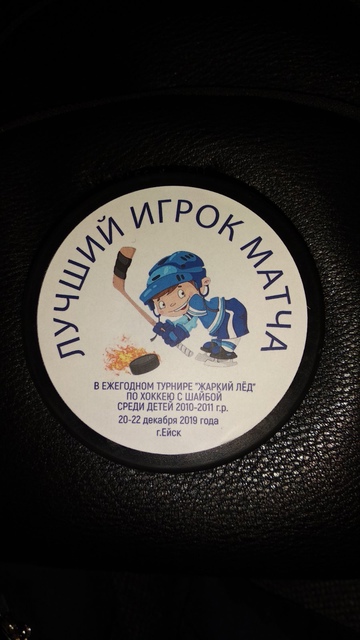 ЛУЧШИЙ ИГРОК МАТЧА
В ЕЖЕГОДНОМ ТУРНИРЕ "ЖАРКИЙ ЛЁД"
ПО ХОККЕЮ С ШАЙБОЙ
СРЕДИ ДЕТЕЙ 2010-2011 г.р.
20-22 декабря 2019 года
г.Ейск